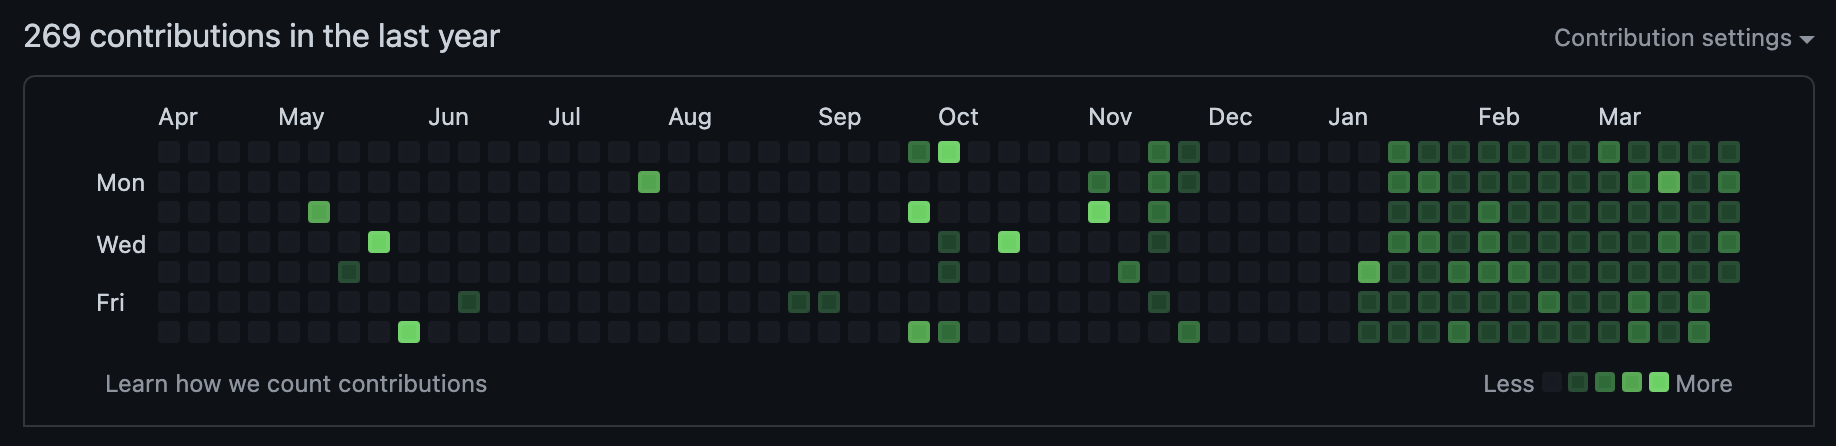 269 contributions in the last year
Contribution settings
Apr May Jun Jul Aug Sep Oct Nov Dec Jan Feb Mar
Mon
Wed
Fri
Learn how we count contributions
Less More